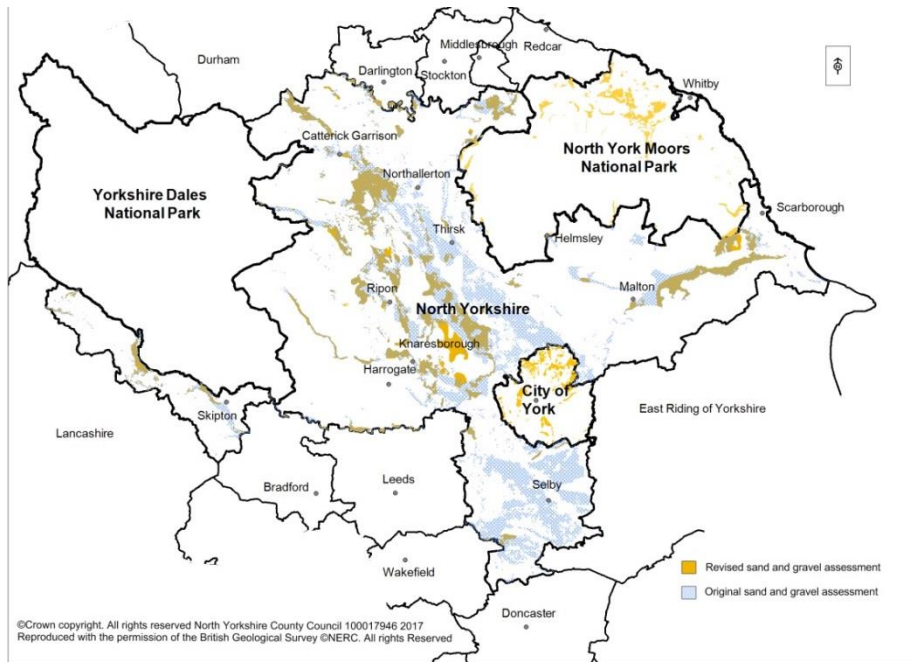 Durham
Middlesbrough
Redcar
Darlington
Stockton
Whitby
Catterick Garrison
North York Moors
National Park
Yorkshire Dales
National Park
Northallerton
Scarborough
Thirsk
Helmsley
Ripon
Malton
North Yorkshire
Knaresborough
Harrogate
City of
York
Skipton
East Riding of Yorkshire
Lancashire
Leeds
Bradford
Selby
Wakefield
Revised sand and gravel assessment
Original sand and gravel assessment
Doncaster
©Crown copyright. All rights reserved North Yorkshire County Council 100017946 2017
Reproduced with the permission of the British Geological Survey ©NERC. All rights Reserved